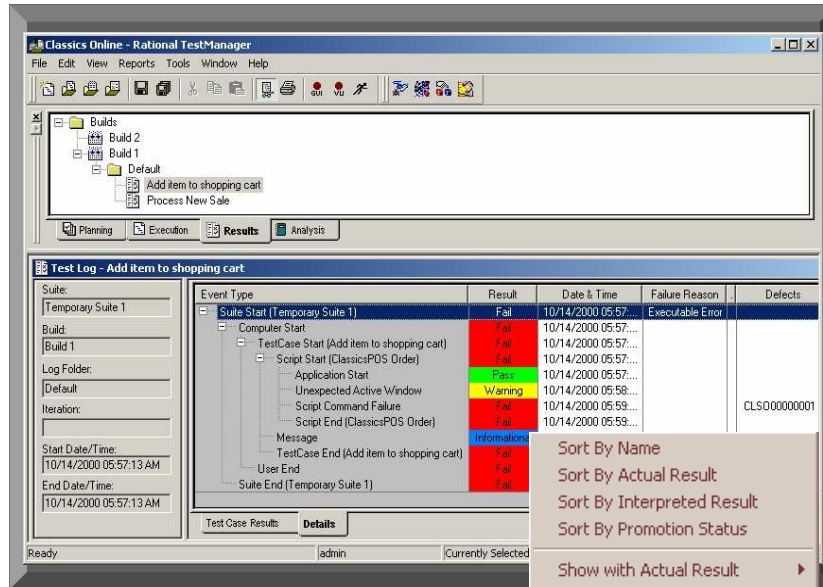 Classics Online - Rational TestManager
File Edit View Reports Tools Window Help
GUI VU
Builds
Build 2
Build 1
Default
Add item to shopping cart
Process New Sale
Planning Execution Results Analysis
Test Log - Add item to shopping cart
Suite:
Temporary Suite 1
Build:
Build 1
Log Folder:
Default
Iteration:
Start Date/Time:
10/14/2000 05:57:13 AM
End Date/Time:
10/14/2000 05:57:13 AM
Event Type Result Date & Time Failure Reason . Defects
Suite Start (Temporary Suite 1) Fail 10/14/2000 05:57:... Executable Error
Computer Start Fail 10/14/2000 05:57:...
TestCase Start (Add item to shopping cart) Fail 10/14/2000 05:57:...
Script Start (ClassicsPOS Order) Fail 10/14/2000 05:57:...
Application Start Pass 10/14/2000 05:57:...
Unexpected Active Window Warning 10/14/2000 05:58:...
Script Command Failure Fail 10/14/2000 05:59:... CLSO00000001
Script End (ClassicsPOS Order) Fail 10/14/2000 05:59:...
Message Informational
TestCase End (Add item to shopping cart) Fail
User End Fail
Suite End (Temporary Suite 1) Fail
Test Case Results Details
Ready admin Currently Selected
Sort By Name
Sort By Actual Result
Sort By Interpreted Result
Sort By Promotion Status
Show with Actual Result